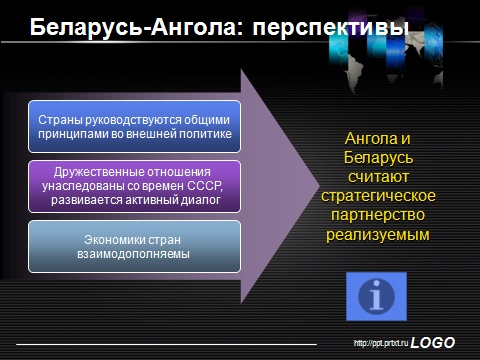 Беларусь-Ангола: перспективы
Страны руководствуются общими
принципами во внешней политике
Дружественные отношения
унаследованы со времен СССР,
развивается активный диалог
Экономики стран
взаимодополняемы
Ангола и
Беларусь
считают
стратегическое
партнерство
реализуемым
i
http://ppt.prtxt.ru LOGO